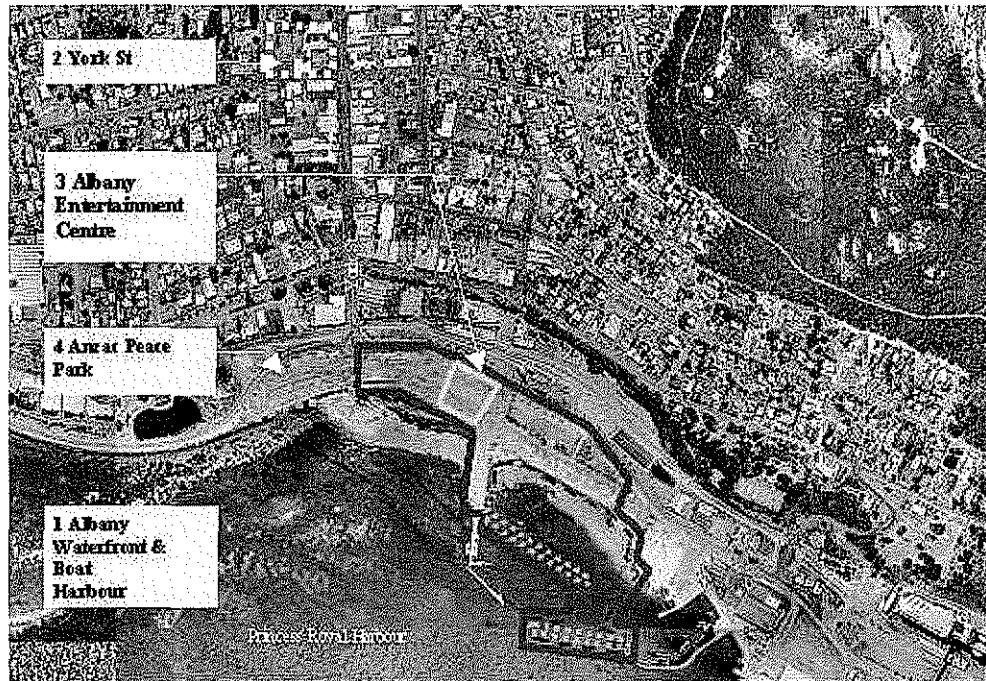 2 York St
3 Albany
Entertainment
Centre
4 Anzac Peace
Park
1 Albany
Waterfront &
Boat
Harbour
Princess Royal Harbour